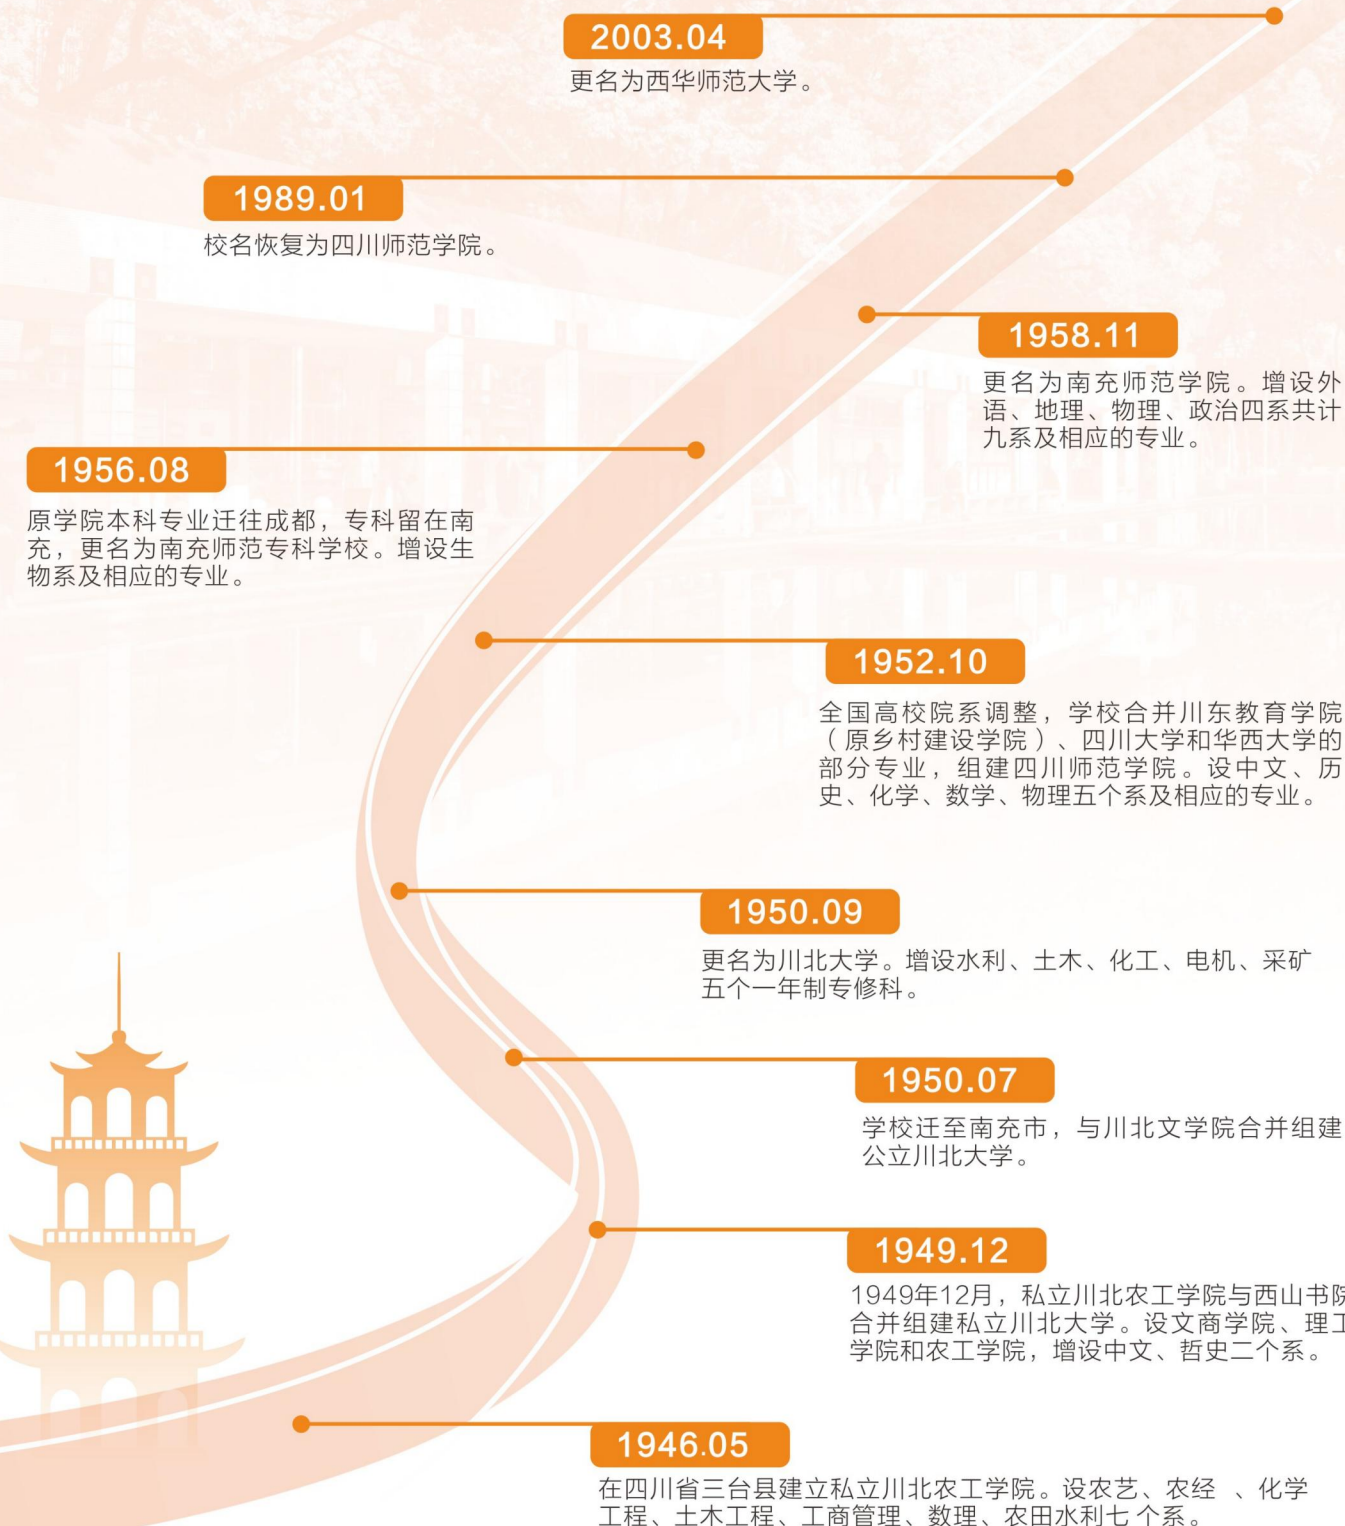 2003.04
更名为西华师范大学。
1989.01
校名恢复为四川师范学院。
1958.11
更名为南充师范学院。增设外
语、地理、物理、政治四系共计
九系及相应的专业。
1956.08
原学院本科专业迁往成都，专科留在南
充，更名为南充师范专科学校。增设生
物系及相应的专业。
1952.10
全国高校院系调整，学校合并川东教育学院
（原乡村建设学院）、四川大学和华西大学的
部分专业，组建四川师范学院。设中文、历
史、化学、数学、物理五个系及相应的专业。
1950.09
更名为川北大学。增设水利、土木、化工、电机、采矿
五个一年制专修科。
1950.07
学校迁至南充市，与川北文学院合并组建
公立川北大学。
1949.12
1949年12月，私立川北农工学院与西山书院
合并组建私立川北大学。设文商学院、理工
学院和农工学院，增设中文、哲史二个系。
1946.05
在四川省三台县建立私立川北农工学院。设农艺、农经 、化学
工程、土木工程、工商管理、数理、农田水利七个系。